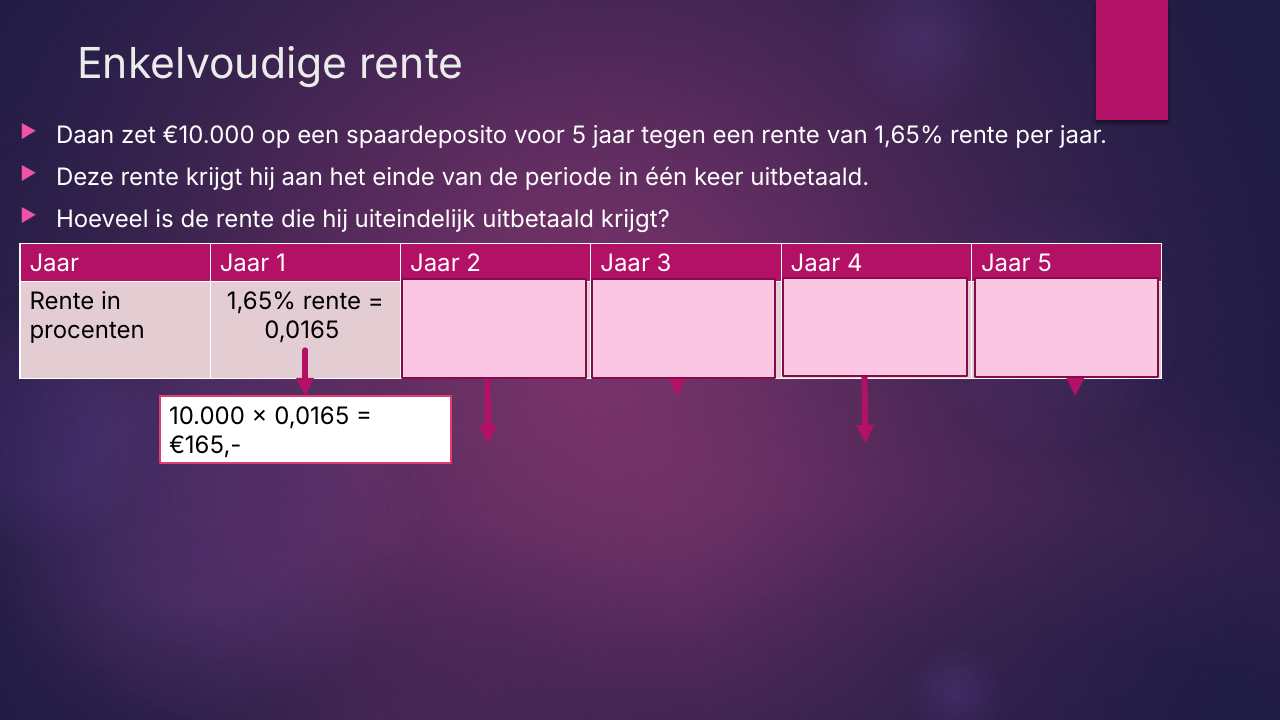 Enkelvoudige rente
Daan zet €10.000 op een spaardeposito voor 5 jaar tegen een rente van 1,65% rente per jaar.
Deze rente krijgt hij aan het einde van de periode in één keer uitbetaald.
Hoeveel is de rente die hij uiteindelijk uitbetaald krijgt?
Jaar Jaar 1 Jaar 2 Jaar 3 Jaar 4 Jaar 5
Rente in 1,65% rente =
procenten 0,0165
10.000 × 0,0165 =
€165,-